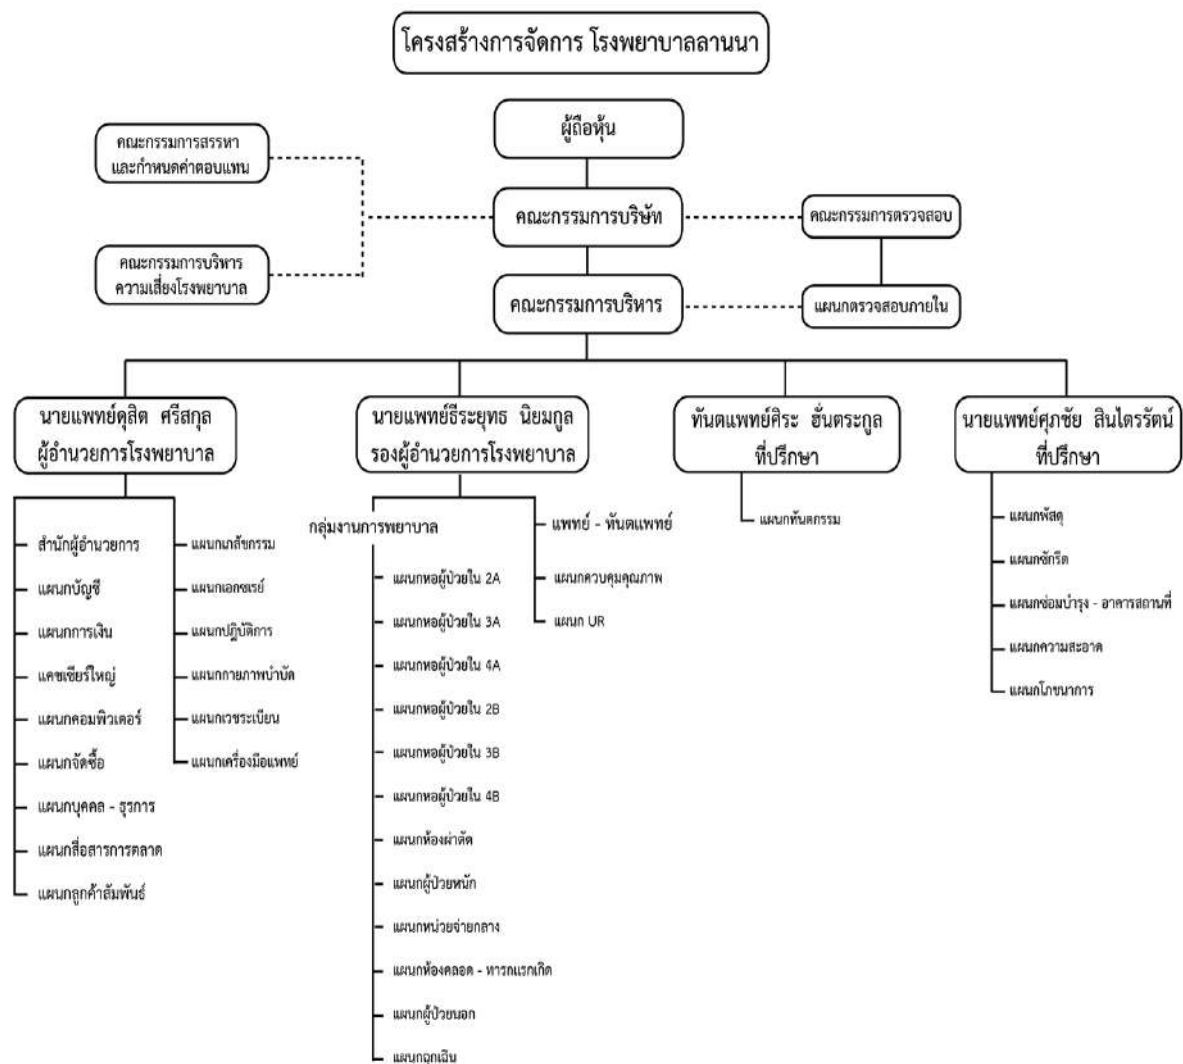 โครงสร้างการจัดการ โรงพยาบาลลานนา
ผู้ถือหุ้น
คณะกรรมการสรรหา
และกำหนดค่าตอบแทน
คณะกรรมการบริษัท
คณะกรรมการตรวจสอบ
คณะกรรมการบริหาร
ความเสี่ยงโรงพยาบาล
คณะกรรมการบริหาร
แผนกตรวจสอบภายใน
นายแพทย์ดุสิต ศรีสกุล
ผู้อำนวยการโรงพยาบาล
สำนักผู้อำนวยการ
แผนกบัญชี
แผนกการเงิน
แคชเชียร์ใหญ่
แผนกคอมพิวเตอร์
แผนกจัดซื้อ
แผนกบุคคล - ธุรการ
แผนกสื่อสารการตลาด
แผนกลูกค้าสัมพันธ์
แผนกเภสัชกรรม
แผนกเอกซเรย์
แผนกปฏิบัติการ
แผนกกายภาพบำบัด
แผนกเวชระเบียน
แผนกเครื่องมือแพทย์
นายแพทย์ธีระยุทธ นิยมกูล
รองผู้อำนวยการโรงพยาบาล
กลุ่มงานการพยาบาล
แผนกหอผู้ป่วยใน 2A
แผนกหอผู้ป่วยใน 3A
แผนกหอผู้ป่วยใน 4A
แผนกหอผู้ป่วยใน 2B
แผนกหอผู้ป่วยใน 3B
แผนกหอผู้ป่วยใน 4B
แผนกห้องผ่าตัด
แผนกผู้ป่วยหนัก
แผนกหน่วยจ่ายกลาง
แผนกห้องคลอด - ทารกแรกเกิด
แผนกผู้ป่วยนอก
แผนกฉุกเฉิน
แพทย์ - ทันตแพทย์
แผนกควบคุมคุณภาพ
แผนก UR
ทันตแพทย์ศิระ ฮั่นตระกูล
ที่ปรึกษา
แผนกทันตกรรม
นายแพทย์ศุภชัย สินไตรรัตน์
ที่ปรึกษา
แผนกพัสดุ
แผนกซักรีด
แผนกซ่อมบำรุง - อาคารสถานที่
แผนกความสะอาด
แผนกโภชนาการ